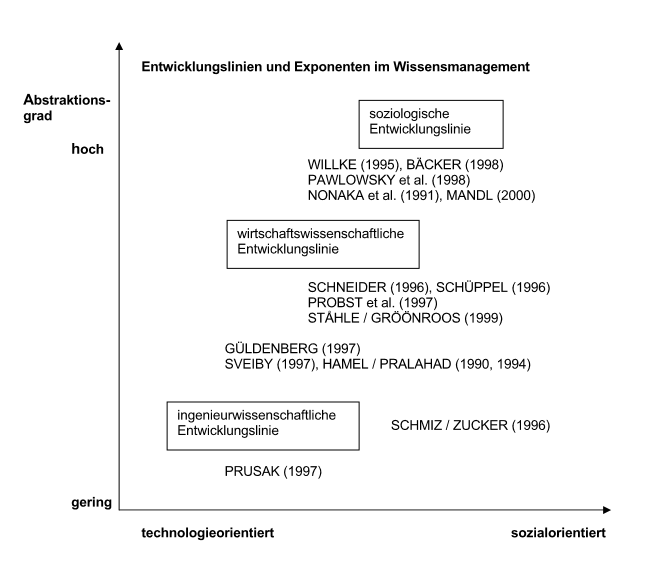 Entwicklungslinien und Exponenten im Wissensmanagement
Abstraktions-
grad
hoch
soziologische
Entwicklungslinie
WILLKE (1995), BÄCKER (1998)
PAWLOWSKY et al. (1998)
NONAKA et al. (1991), MANDL (2000)
wirtschaftswissenschaftliche
Entwicklungslinie
SCHNEIDER (1996), SCHÜPPEL (1996)
PROBST et al. (1997)
STÅHLE / GRÖÖNROOS (1999)
GÜLDENBERG (1997)
SVEIBY (1997), HAMEL / PRALAHAD (1990, 1994)
ingenieurwissenschaftliche
Entwicklungslinie
SCHMIZ / ZUCKER (1996)
PRUSAK (1997)
gering
technologieorientiert
sozialorientiert